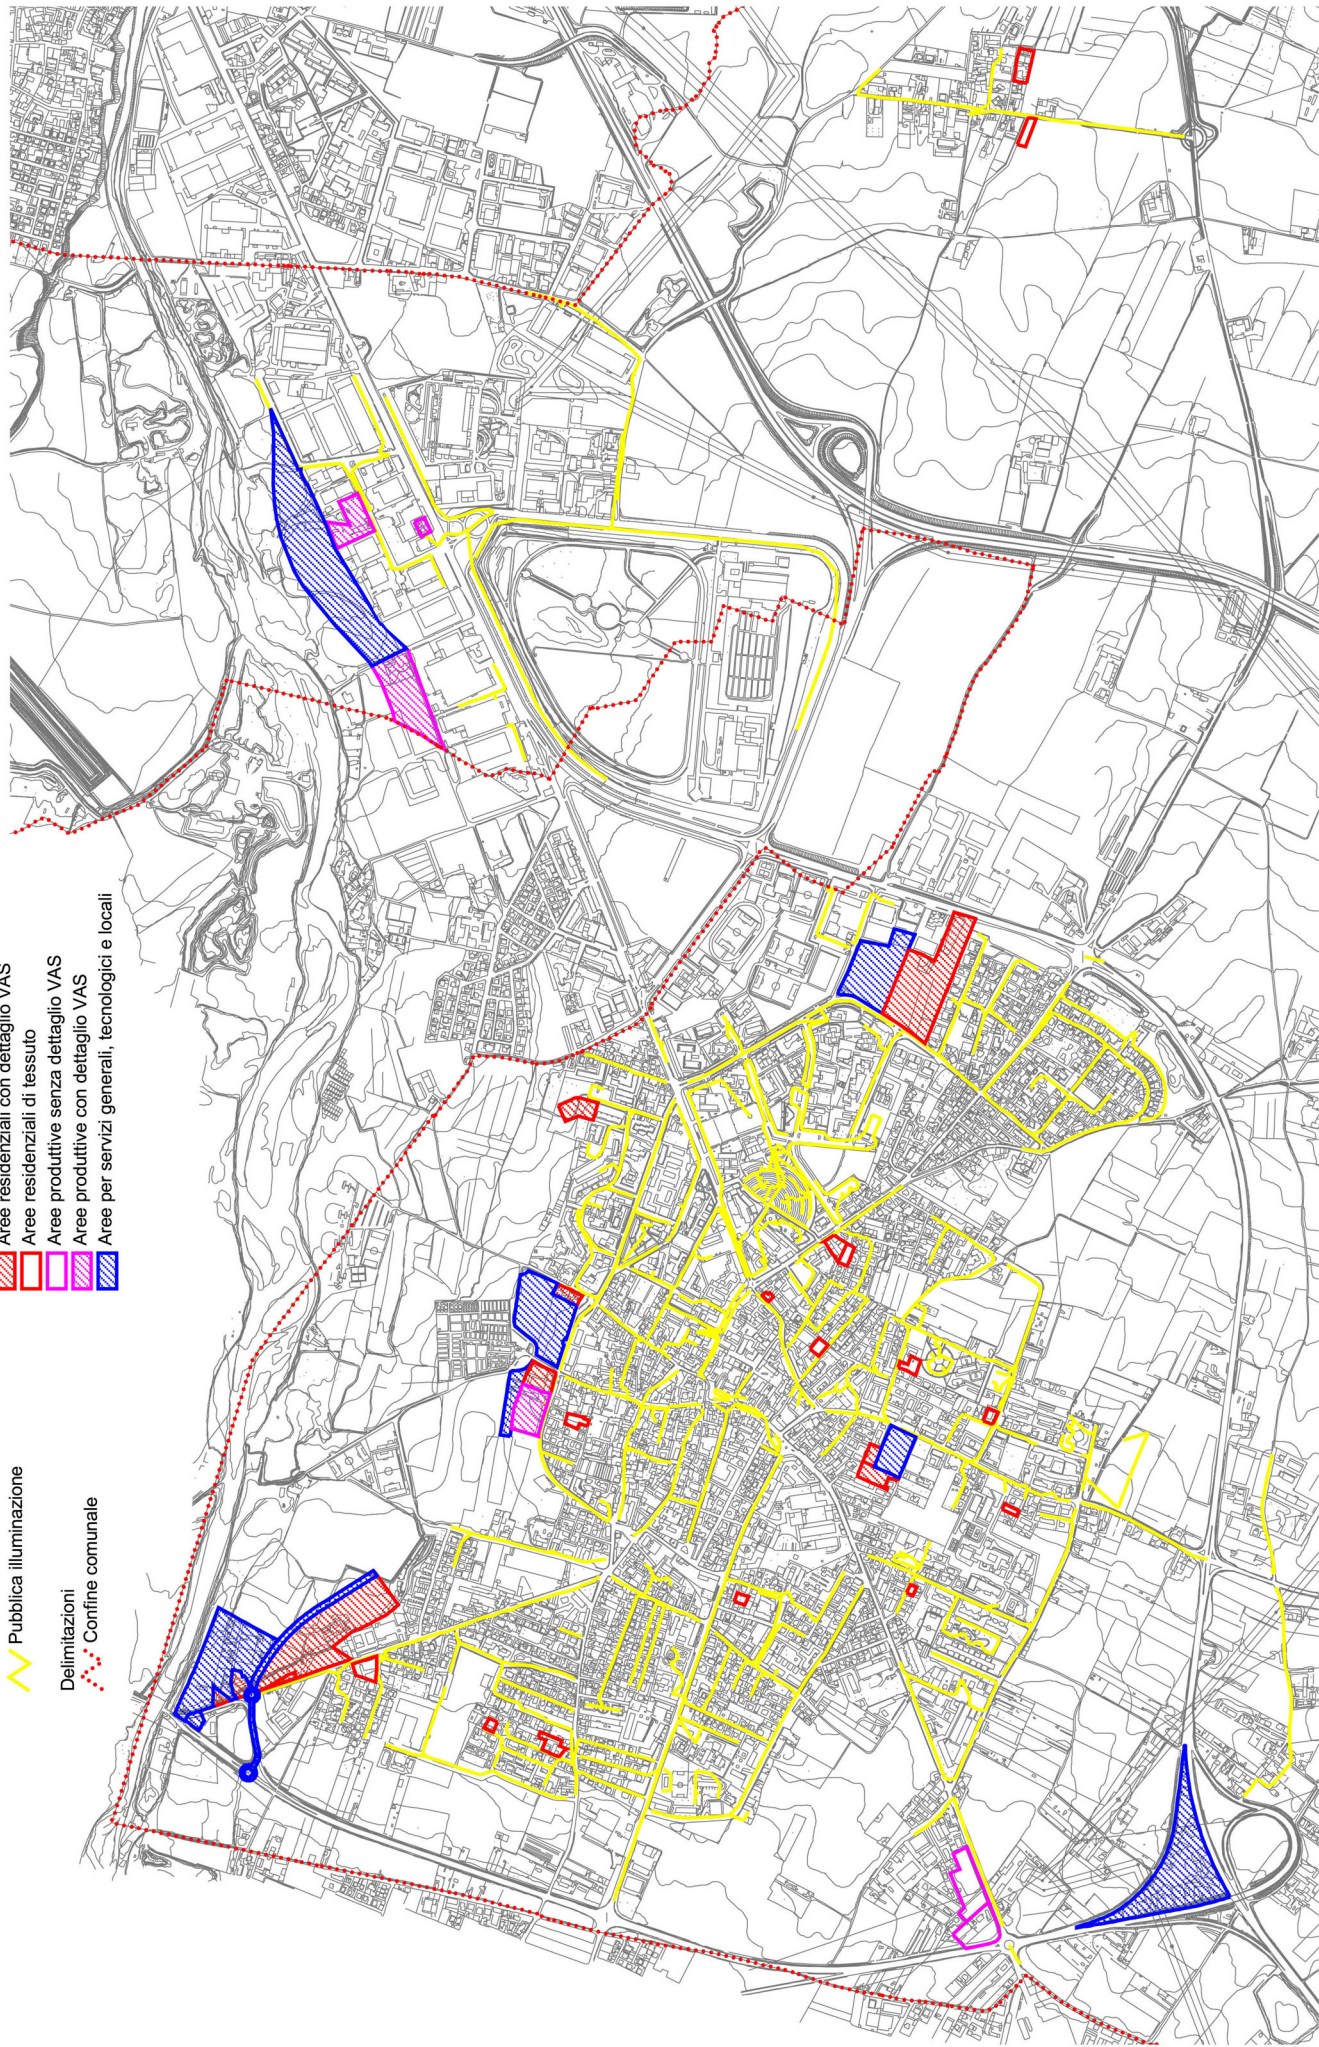 Pubblica illuminazione
Delimitazioni
Confine comunale
Aree residenziali con dettaglio VAS
Aree residenziali di tessuto
Aree produttive senza dettaglio VAS
Aree produttive con dettaglio VAS
Aree per servizi generali, tecnologici e locali